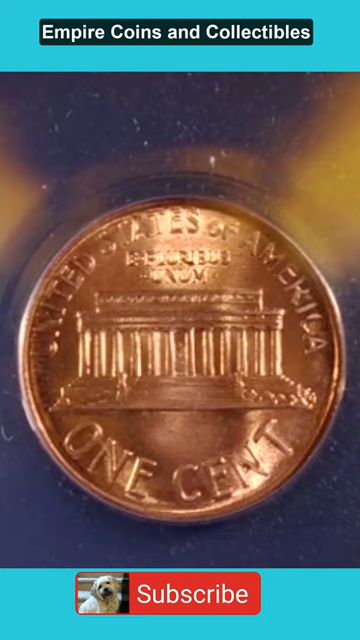 Empire Coins and Collectibles
UNITED STATES OF AMERICA
E·PLURIBUS
·UNUM·
ONE CENT
Subscribe